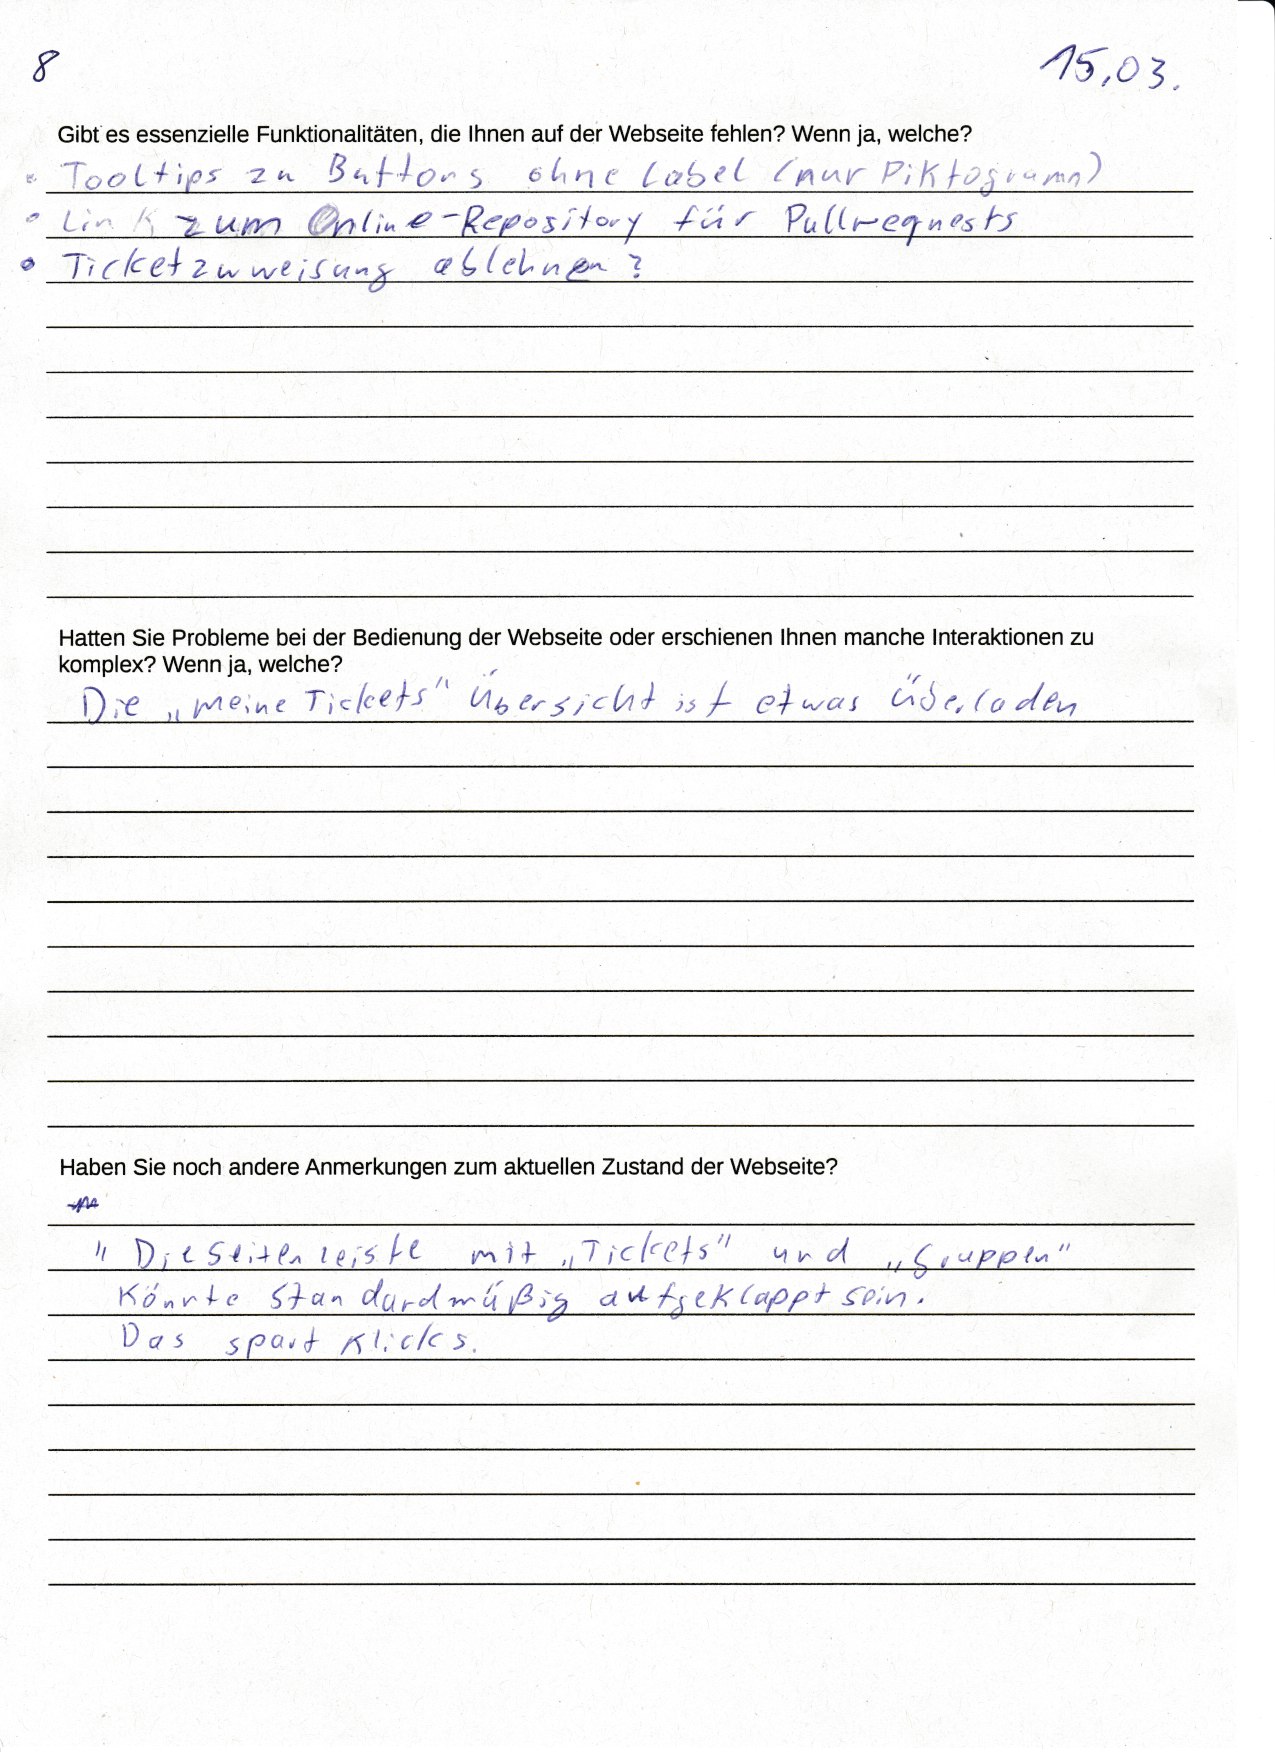 8
15.03.
Gibt es essenzielle Funktionalitäten, die Ihnen auf der Webseite fehlen? Wenn ja, welche?
• Tooltips zu Buttons ohne Label (nur Piktogramm)
• Link zum Online-Repository für Pullrequests
• Ticketzuweisung ablehnen?
Hatten Sie Probleme bei der Bedienung der Webseite oder erschienen Ihnen manche Interaktionen zu
komplex? Wenn ja, welche?
Die „meine Tickets" Übersicht ist etwas überladen
Haben Sie noch andere Anmerkungen zum aktuellen Zustand der Webseite?
" Die Seitenleiste mit „Tickets" und „Gruppen"
Könnte Standardmäßig aufgeklappt sein.
Das spart Klicks.